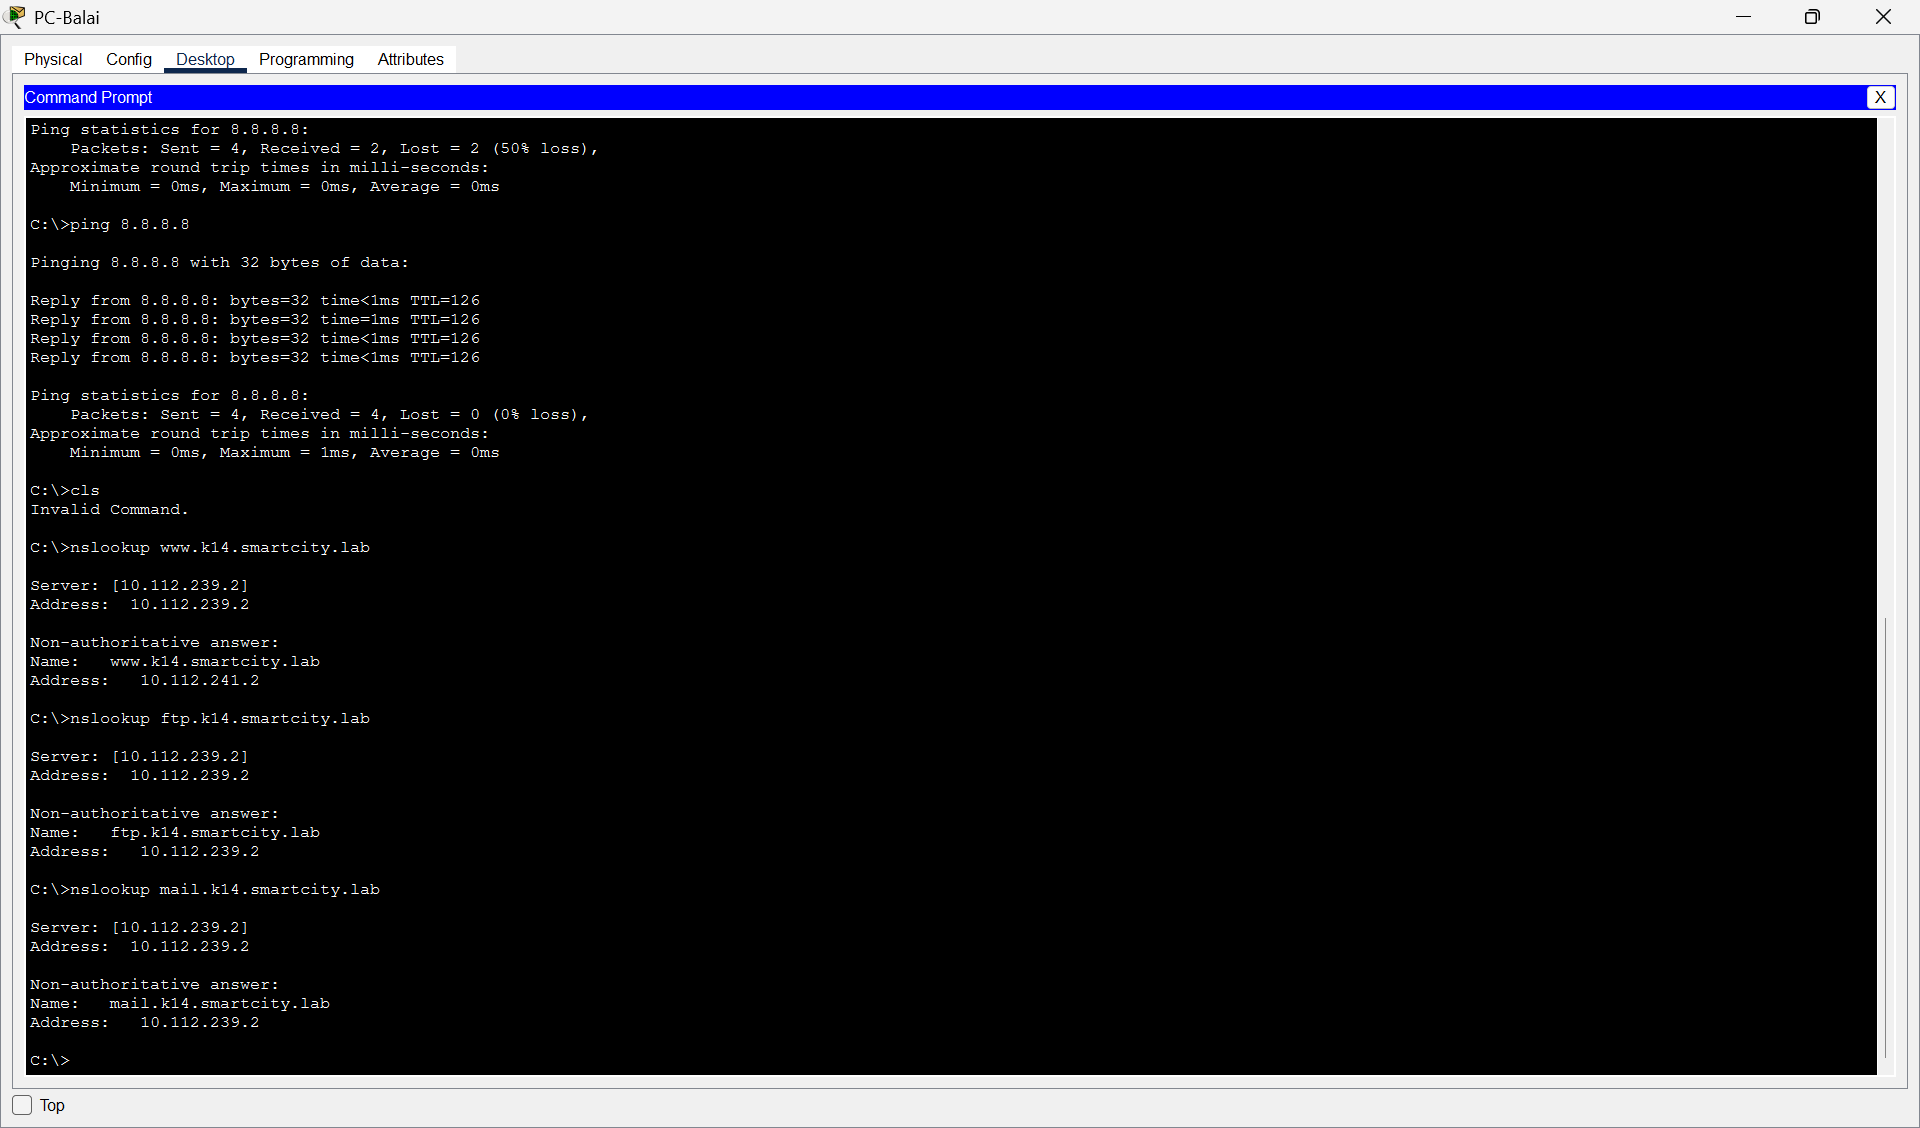 PC-Balai
Physical Config Desktop Programming Attributes
Command Prompt
X
Ping statistics for 8.8.8.8:
Packets: Sent = 4, Received = 2, Lost = 2 (50% loss),
Approximate round trip times in milli-seconds:
Minimum = 0ms, Maximum = 0ms, Average = 0ms
C:\>ping 8.8.8.8
Pinging 8.8.8.8 with 32 bytes of data:
Reply from 8.8.8.8: bytes=32 time<1ms TTL=126
Reply from 8.8.8.8: bytes=32 time=1ms TTL=126
Reply from 8.8.8.8: bytes=32 time<1ms TTL=126
Reply from 8.8.8.8: bytes=32 time<1ms TTL=126
Ping statistics for 8.8.8.8:
Packets: Sent = 4, Received = 4, Lost = 0 (0% loss),
Approximate round trip times in milli-seconds:
Minimum = 0ms, Maximum = 1ms, Average = 0ms
C:\>cls
Invalid Command.
C:\>nslookup www.k14.smartcity.lab
Server: [10.112.239.2]
Address: 10.112.239.2
Non-authoritative answer:
Name: www.k14.smartcity.lab
Address: 10.112.241.2
C:\>nslookup ftp.k14.smartcity.lab
Server: [10.112.239.2]
Address: 10.112.239.2
Non-authoritative answer:
Name: ftp.k14.smartcity.lab
Address: 10.112.239.2
C:\>nslookup mail.k14.smartcity.lab
Server: [10.112.239.2]
Address: 10.112.239.2
Non-authoritative answer:
Name: mail.k14.smartcity.lab
Address: 10.112.239.2
C:\>
Top